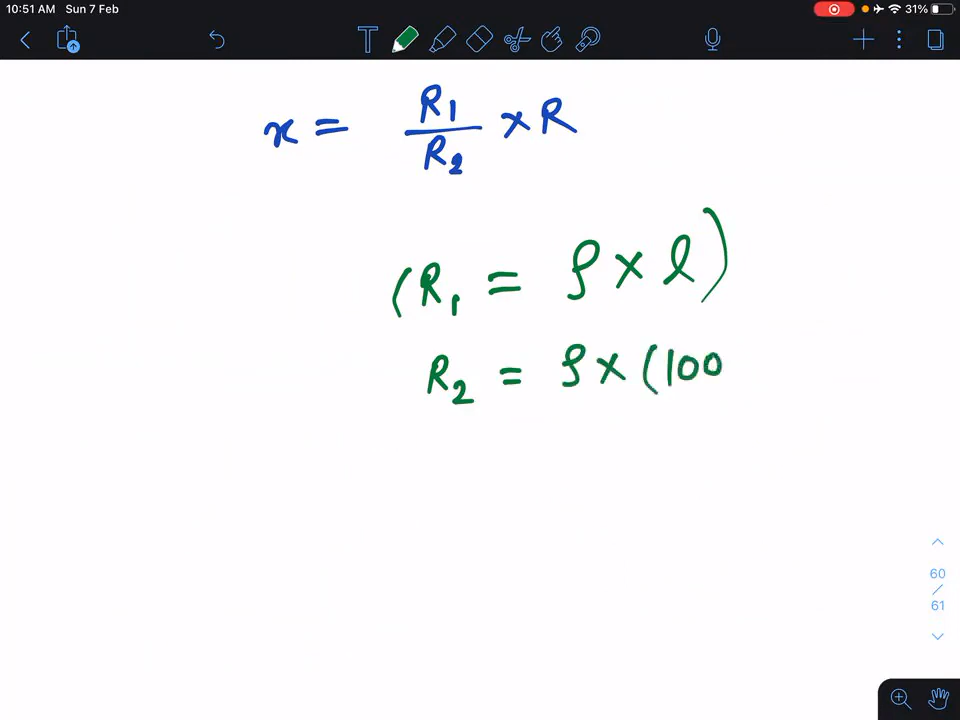 10:51 AM Sun 7 Feb 31%
T
x = R₁/R₂ × R
(R₁ = ρ × l)
R₂ = ρ × (100
60
/
61